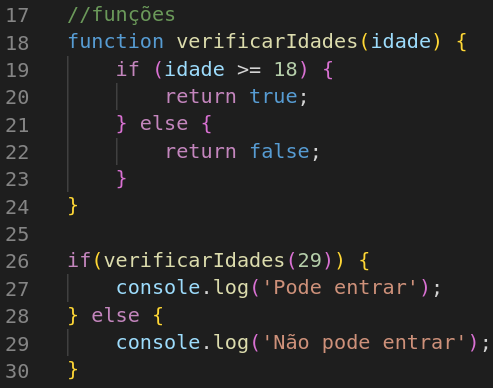 17 //funções
18 function verificarIdades(idade) {
19 if (idade >= 18) {
20 return true;
21 } else {
22 return false;
23 }
24 }
25
26 if(verificarIdades(29)) {
27 console.log('Pode entrar');
28 } else {
29 console.log('Não pode entrar');
30 }